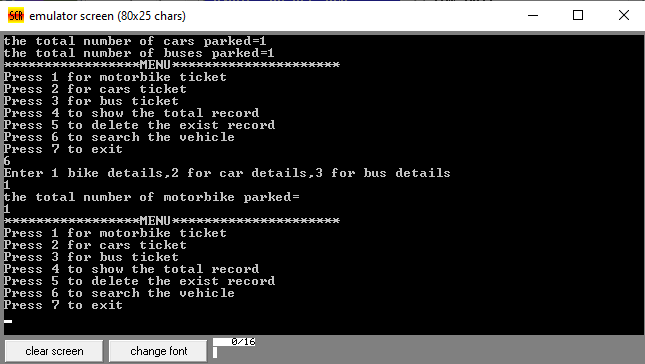 emulator screen (80x25 chars)
the total number of cars parked=1
the total number of buses parked=1
*****************MENU*********************
Press 1 for motorbike ticket
Press 2 for cars ticket
Press 3 for bus ticket
Press 4 to show the total record
Press 5 to delete the exist record
Press 6 to search the vehicle
Press 7 to exit
6
Enter 1 bike details,2 for car details,3 for bus details
1
the total number of motorbike parked=
1
*****************MENU*********************
Press 1 for motorbike ticket
Press 2 for cars ticket
Press 3 for bus ticket
Press 4 to show the total record
Press 5 to delete the exist record
Press 6 to search the vehicle
Press 7 to exit
clear screen change font 0/16